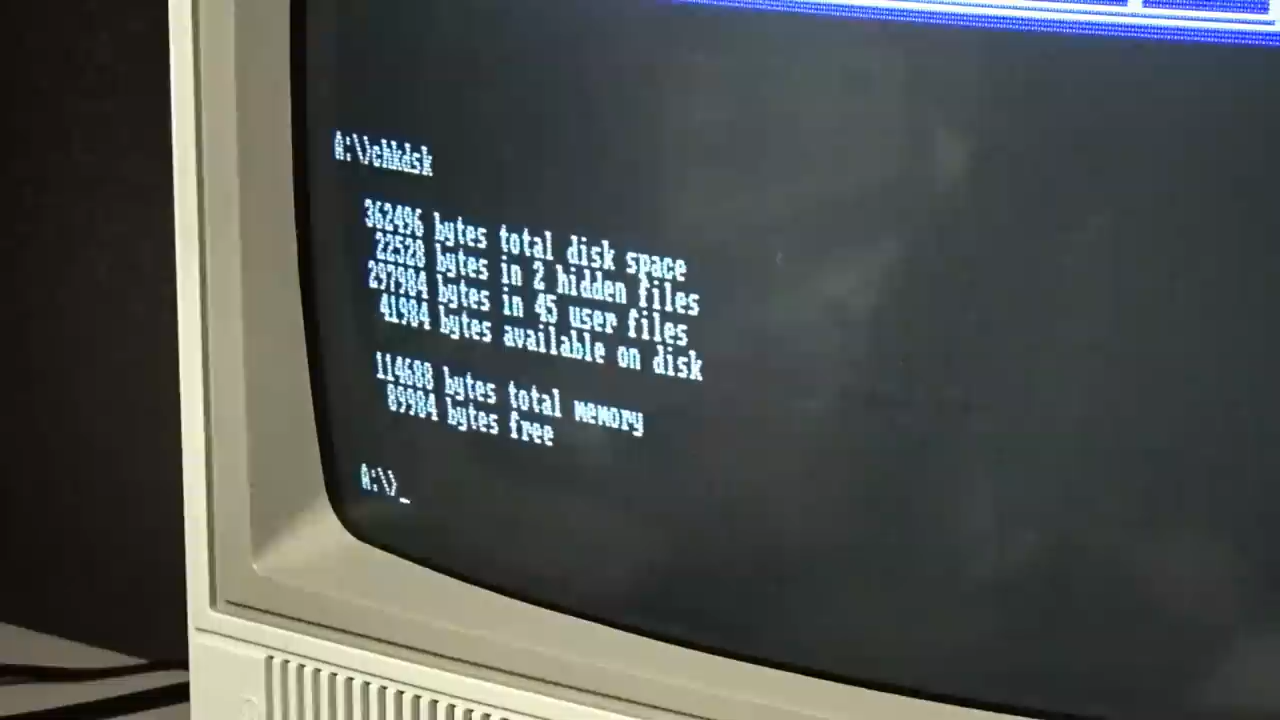 A:\>chkdsk
362496 bytes total disk space
22528 bytes in 2 hidden files
297984 bytes in 45 user files
41984 bytes available on disk
114688 bytes total memory
89984 bytes free
A:\>_